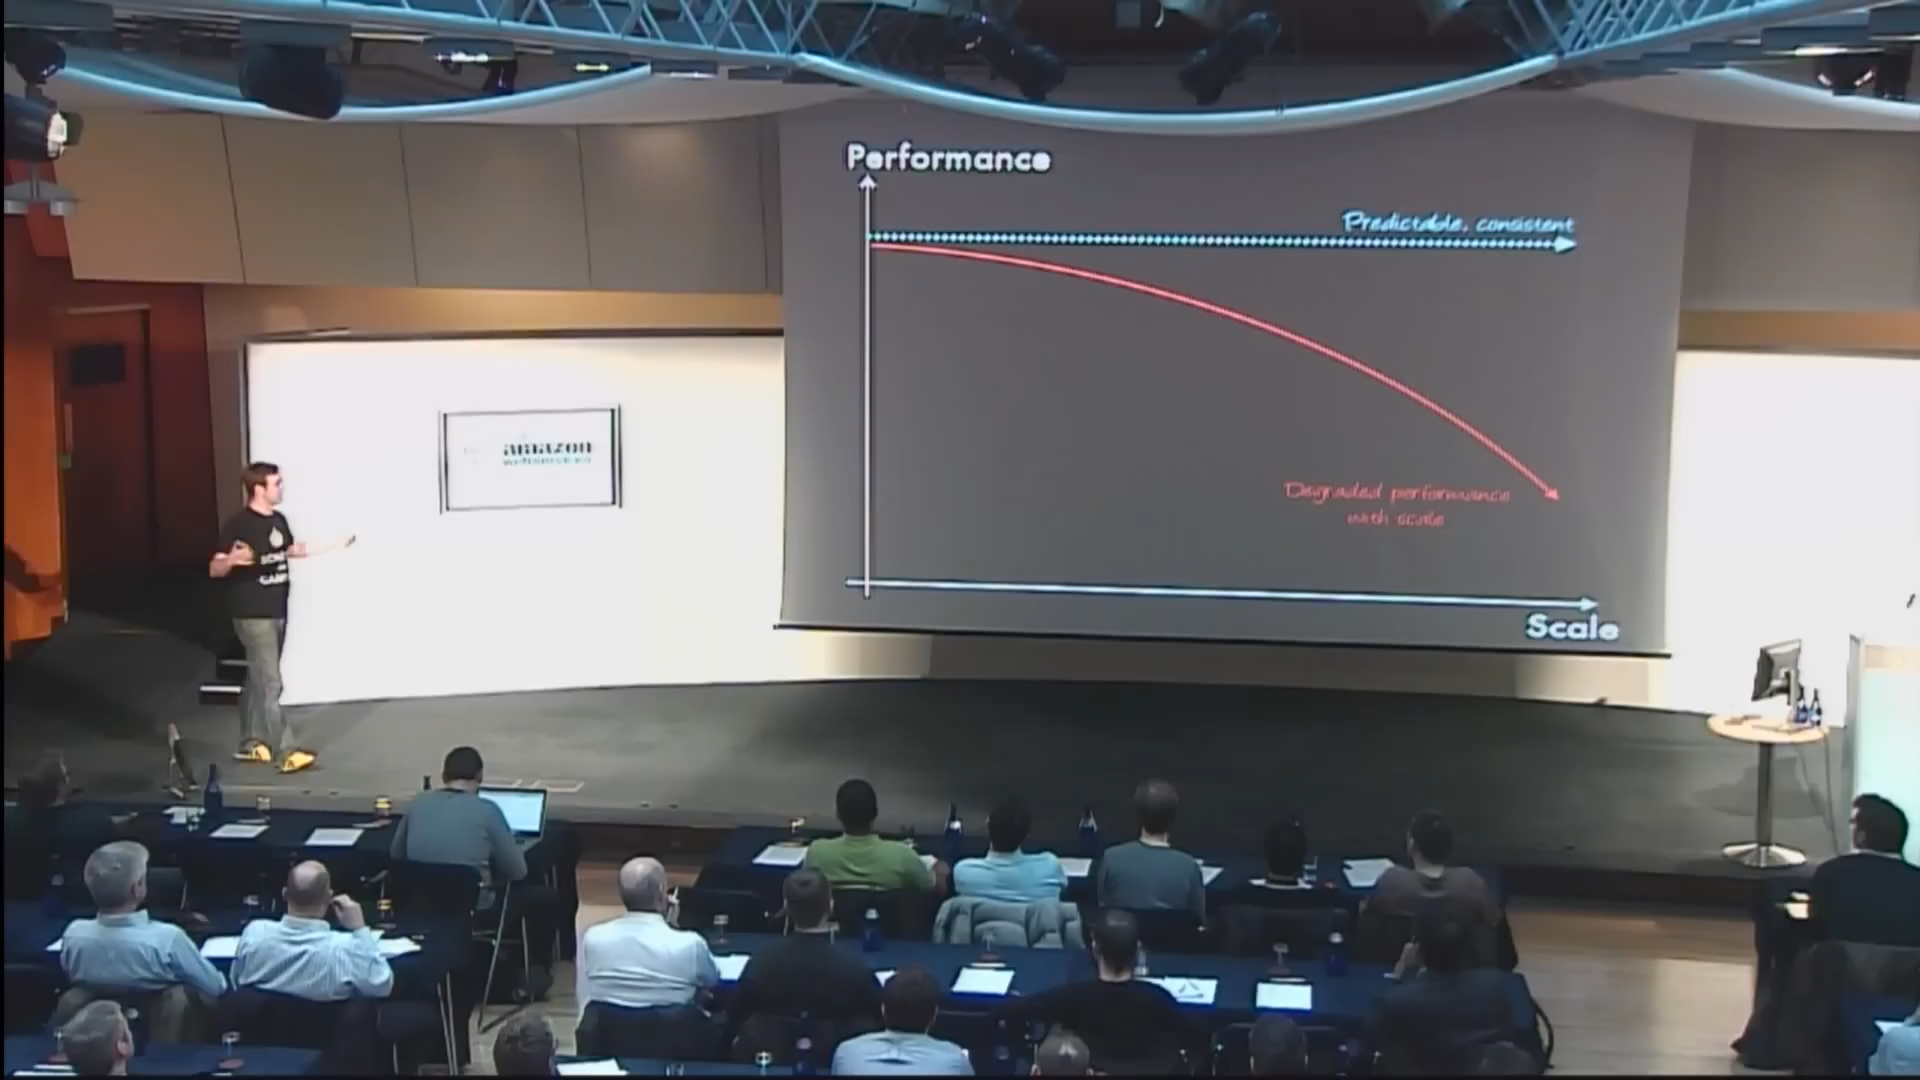 Performance
Predictable, consistent
amazon
Degraded performance
with scale
Scale